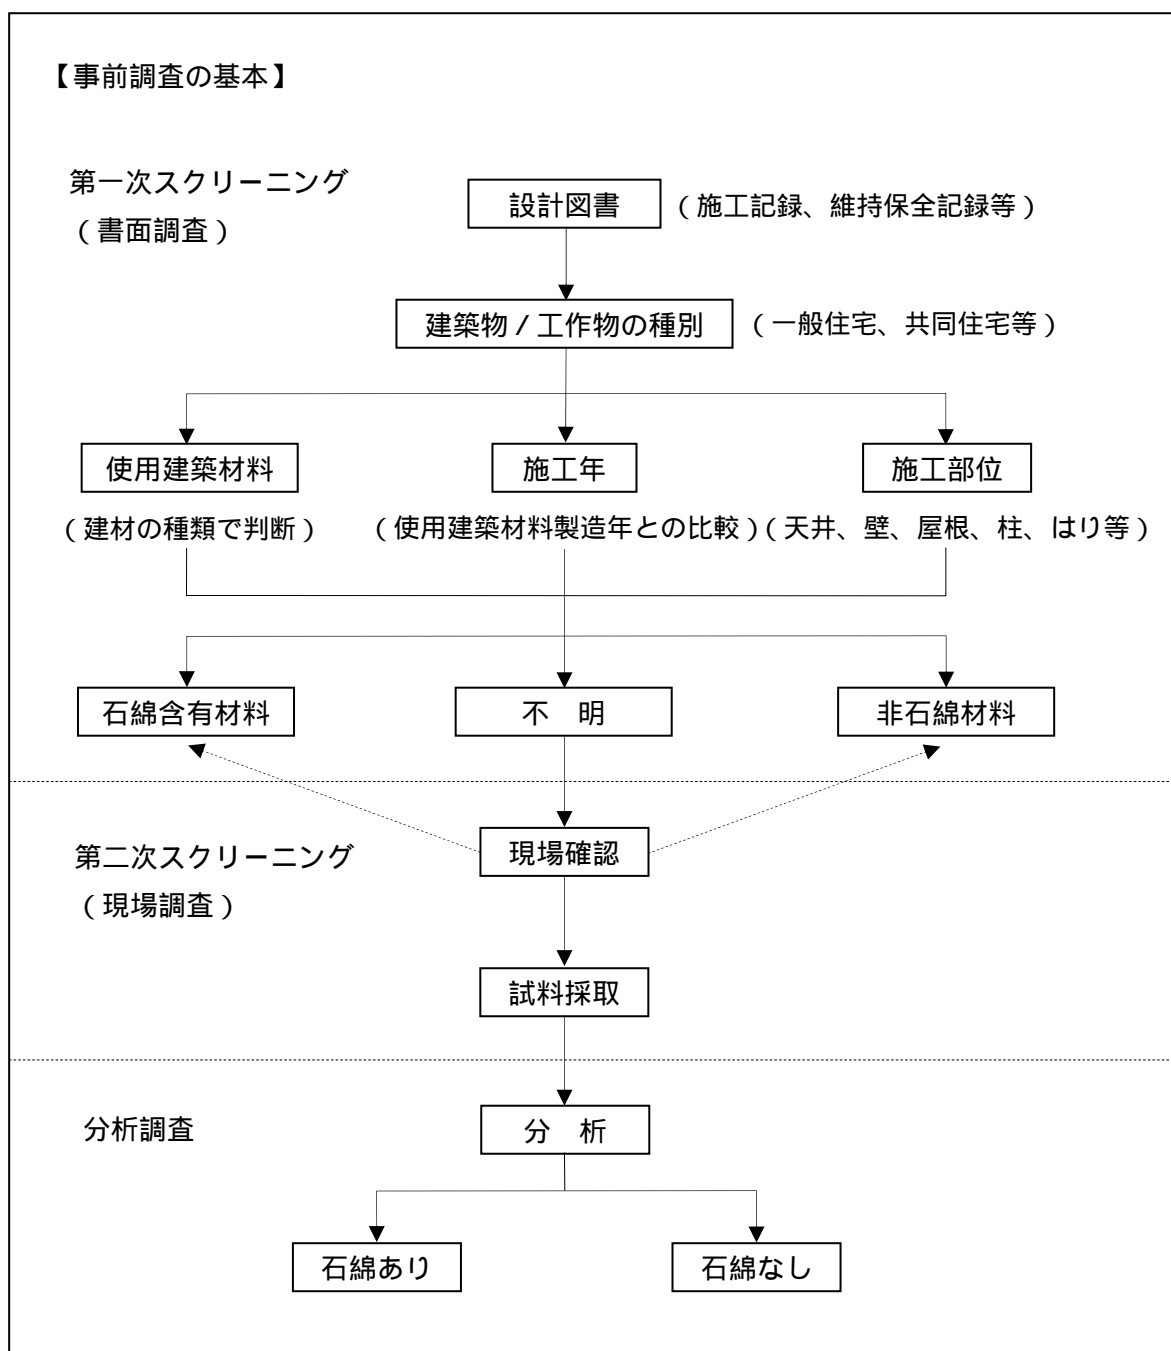 【事前調査の基本】
第一次スクリーニング
（書面調査）
設計図書
（施工記録、維持保全記録等）
建築物／工作物の種別
（一般住宅、共同住宅等）
使用建築材料
施工年
施工部位
（建材の種類で判断）
（使用建築材料製造年との比較）
（天井、壁、屋根、柱、はり等）
石綿含有材料
不　明
非石綿材料
第二次スクリーニング
（現場調査）
現場確認
試料採取
分析調査
分　析
石綿あり
石綿なし